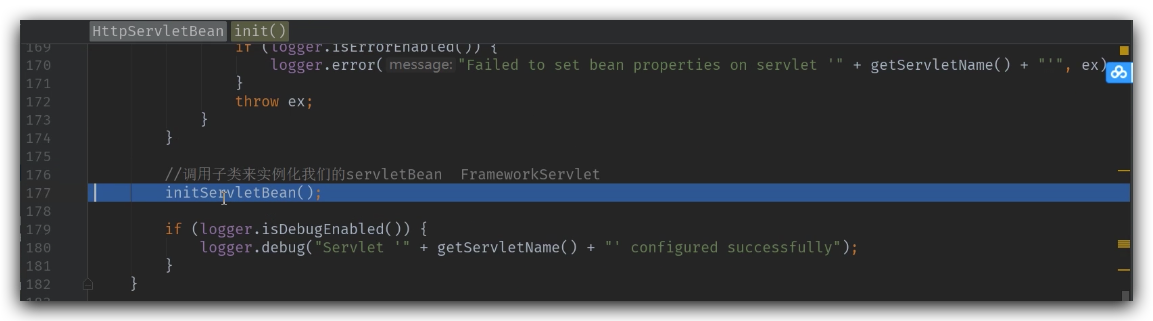 HttpServletBean init()
169 if (logger.isErrorEnabled()) {
170 logger.error( message: "Failed to set bean properties on servlet '" + getServletName() + "'", ex)
171 }
172 throw ex;
173 }
174 }
175
176 //调用子类来实例化我们的servletBean FrameworkServlet
177 initServletBean();
178
179 if (logger.isDebugEnabled()) {
180 logger.debug("Servlet '" + getServletName() + "' configured successfully");
181 }
182 }